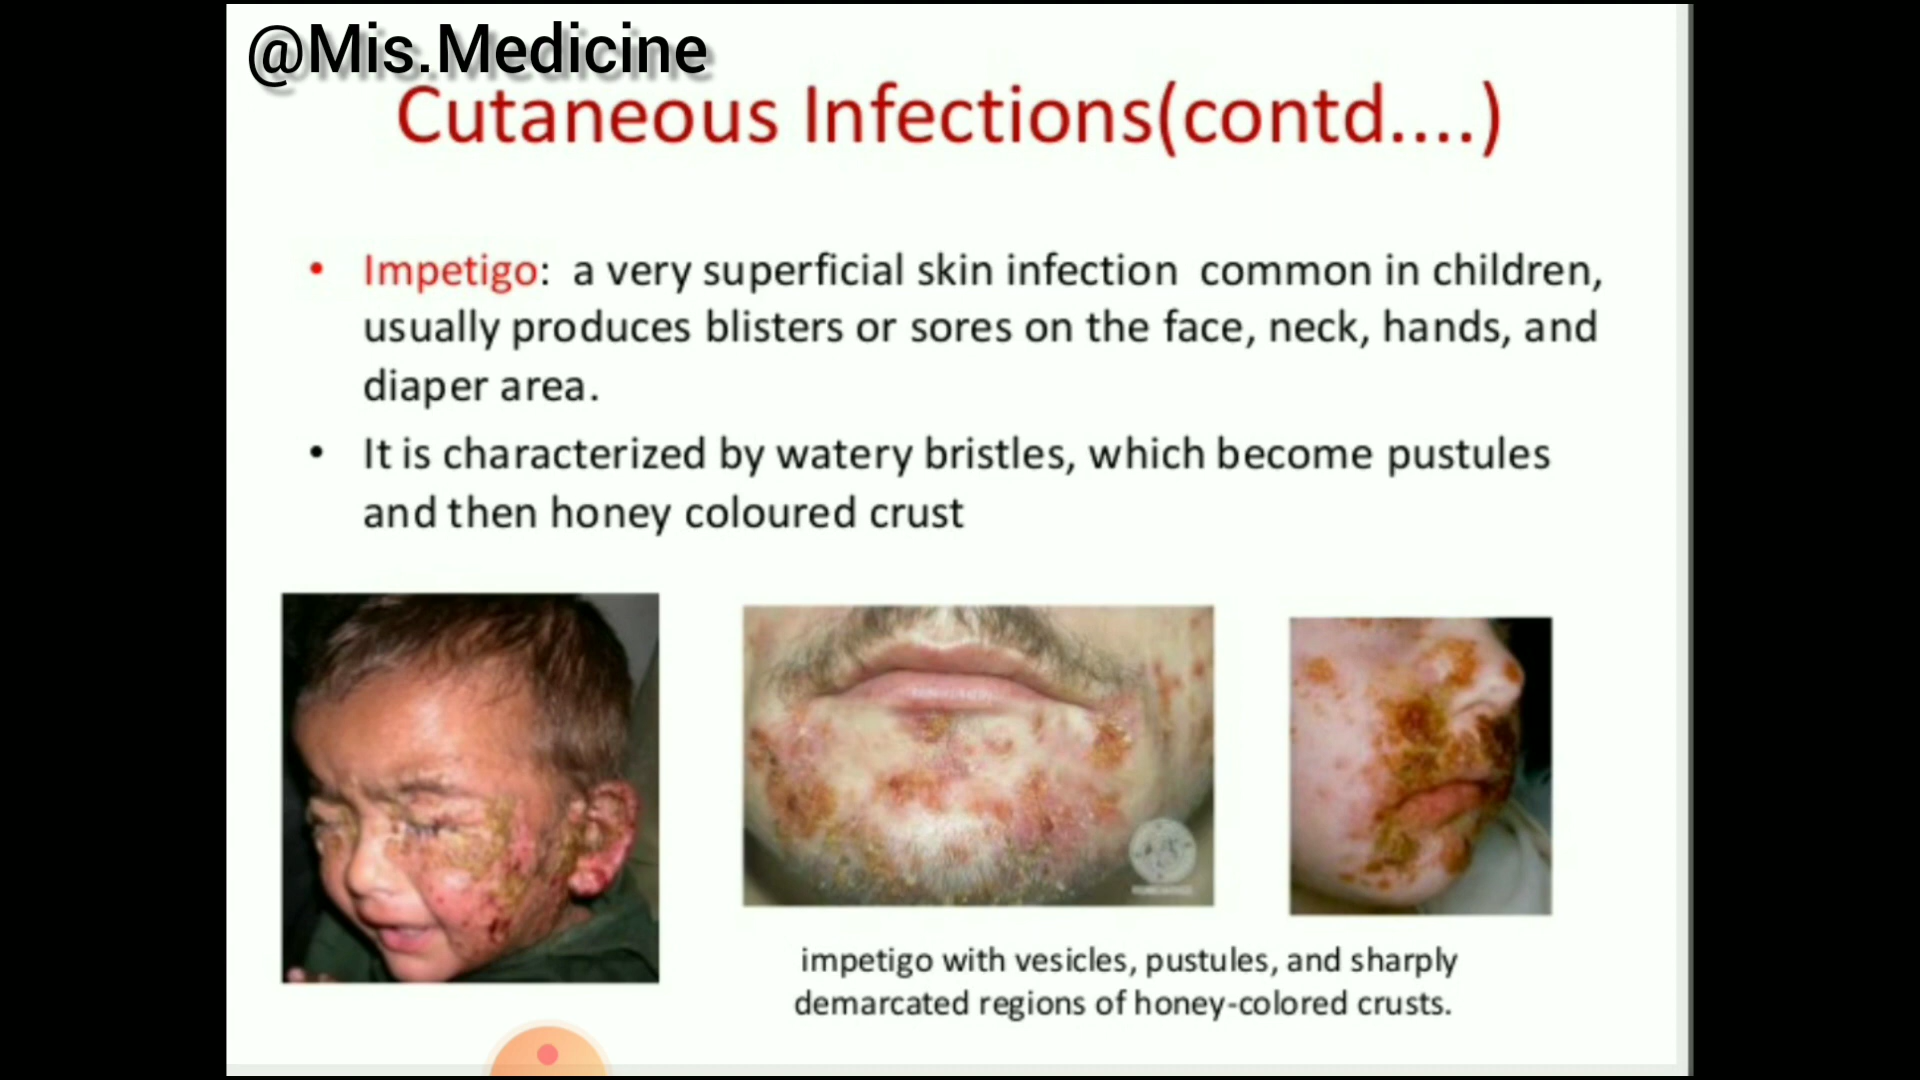 @Mis.Medicine
Cutaneous Infections(contd....)
• Impetigo: a very superficial skin infection common in children,
usually produces blisters or sores on the face, neck, hands, and
diaper area.
• It is characterized by watery bristles, which become pustules
and then honey coloured crust
impetigo with vesicles, pustules, and sharply
demarcated regions of honey-colored crusts.